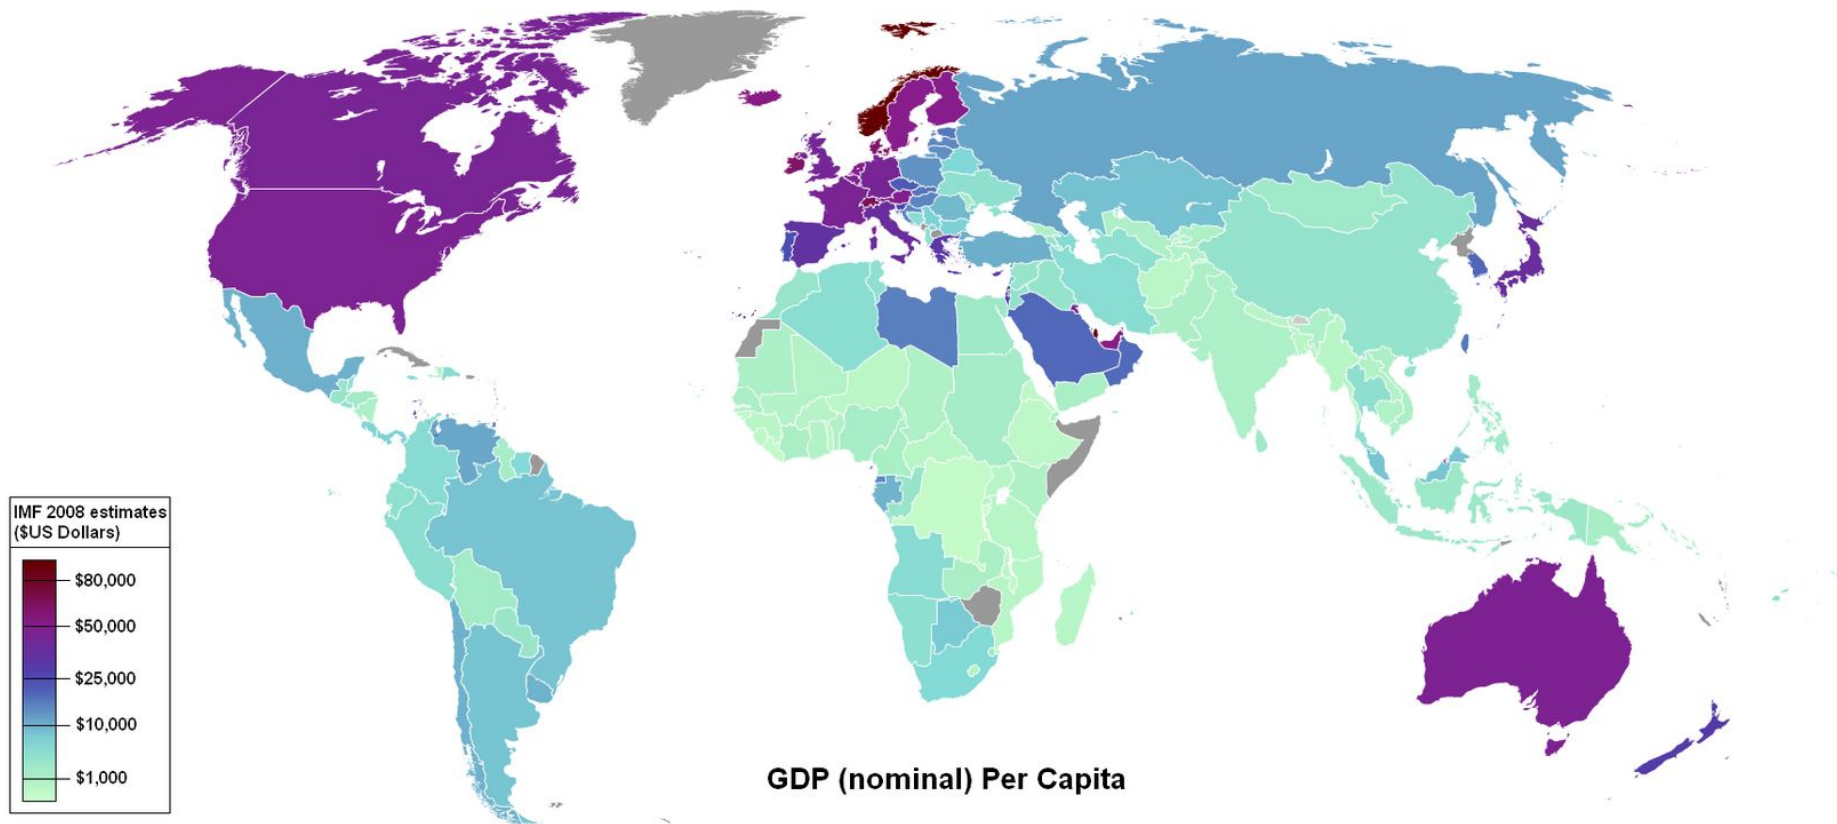 IMF 2008 estimates
($US Dollars)
$80,000
$50,000
$25,000
$10,000
$1,000
GDP (nominal) Per Capita